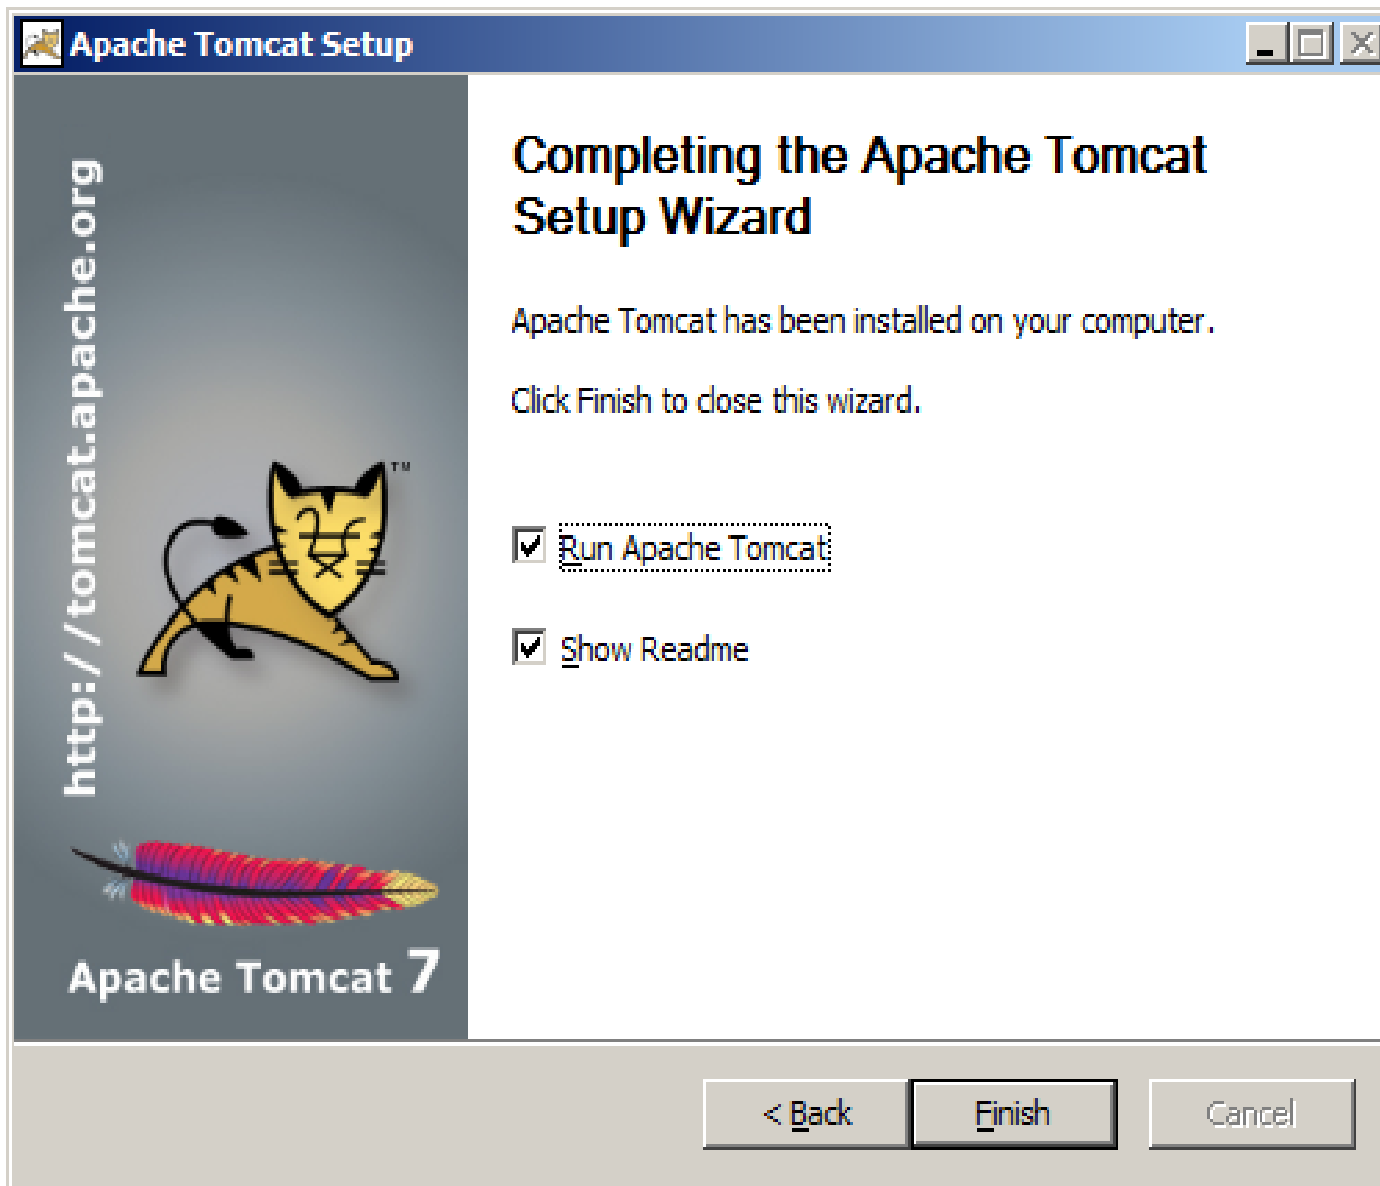 Apache Tomcat Setup
http://tomcat.apache.org
TM
Apache Tomcat 7
Completing the Apache Tomcat
Setup Wizard
Apache Tomcat has been installed on your computer.
Click Finish to close this wizard.
Run Apache Tomcat
Show Readme
< Back
Finish
Cancel